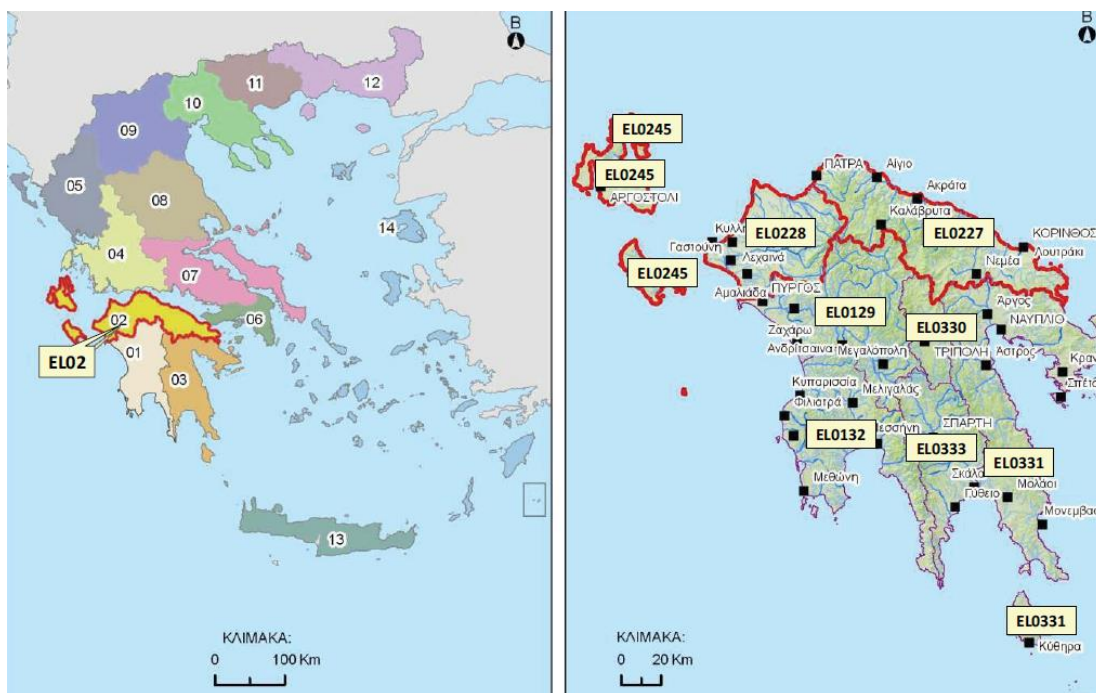 Β
11
12
10
09
05
08
14
04
07
06
02
EL02
01
03
13
ΚΛΙΜΑΚΑ:
0 100 Km
Β
EL0245
ΠΑΤΡΑ
Αίγιο
EL0245
Ακράτα
ΑΡΓΟΣΤΟΛΙ
Καλάβρυτα
EL0228
EL0227
ΚΟΡΙΝΘΟΣ
Γασιούνη
Λουτράκι
Λεχαινά
EL0245
Νεμέα
Αμαλιάδα
ΠΥΡΓΟΣ
Άργος
EL0129
ΝΑΥΠΛΙΟ
Ζαχάρω
EL0330
Ανδρίτσαινα
Μεγαλόπολη
ΤΡΙΠΟΛΗ
Άστρος
Κυπαρισσία
Μελιγαλάς
Φιλιατρά
ΣΠΑΡΤΗ
EL0132
EL0333
EL0331
Μεθώνη
Γύθειο
Μολάοι
EL0331
Κύθηρα
ΚΛΙΜΑΚΑ:
0 20 Km